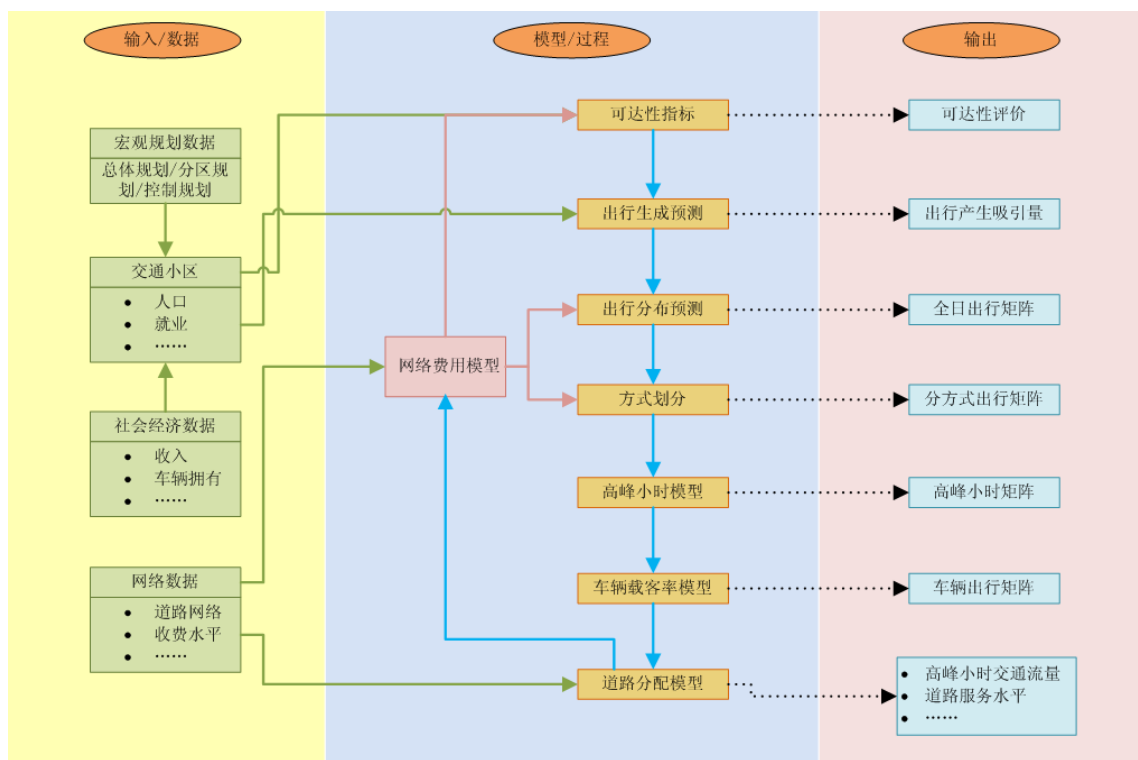 输入/数据
模型/过程
输出
宏观规划数据
总体规划/分区规
划/控制规划
交通小区
● 人口
● 就业
● ……
社会经济数据
● 收入
● 车辆拥有
● ……
网络数据
● 道路网络
● 收费水平
● ……
网络费用模型
可达性指标
出行生成预测
出行分布预测
方式划分
高峰小时模型
车辆载客率模型
道路分配模型
可达性评价
出行产生吸引量
全日出行矩阵
分方式出行矩阵
高峰小时矩阵
车辆出行矩阵
● 高峰小时交通流量
● 道路服务水平
● ……